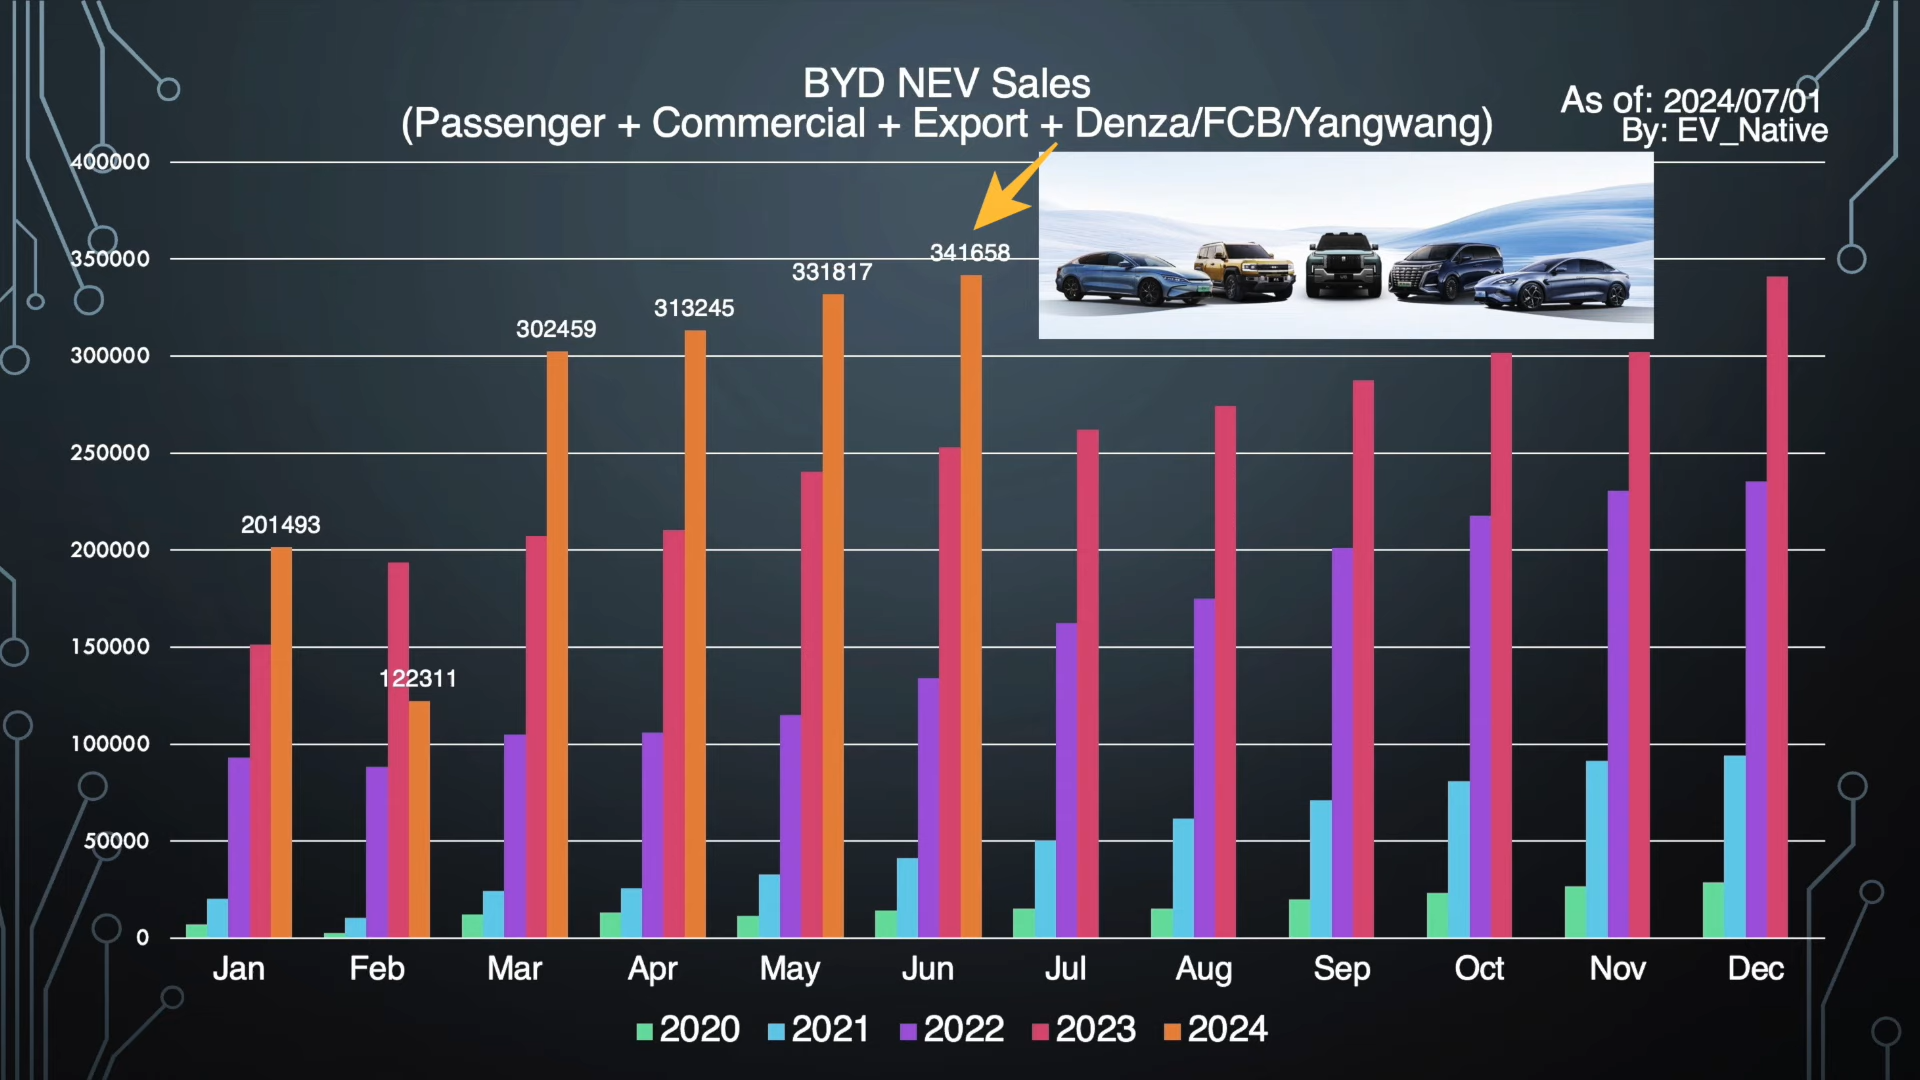 BYD NEV Sales
(Passenger + Commercial + Export + Denza/FCB/Yangwang)
As of: 2024/07/01
By: EV_Native
400000
350000
300000
250000
200000
150000
100000
50000
0
201493
122311
302459
313245
331817
341658
Jan Feb Mar Apr May Jun Jul Aug Sep Oct Nov Dec
2020 2021 2022 2023 2024